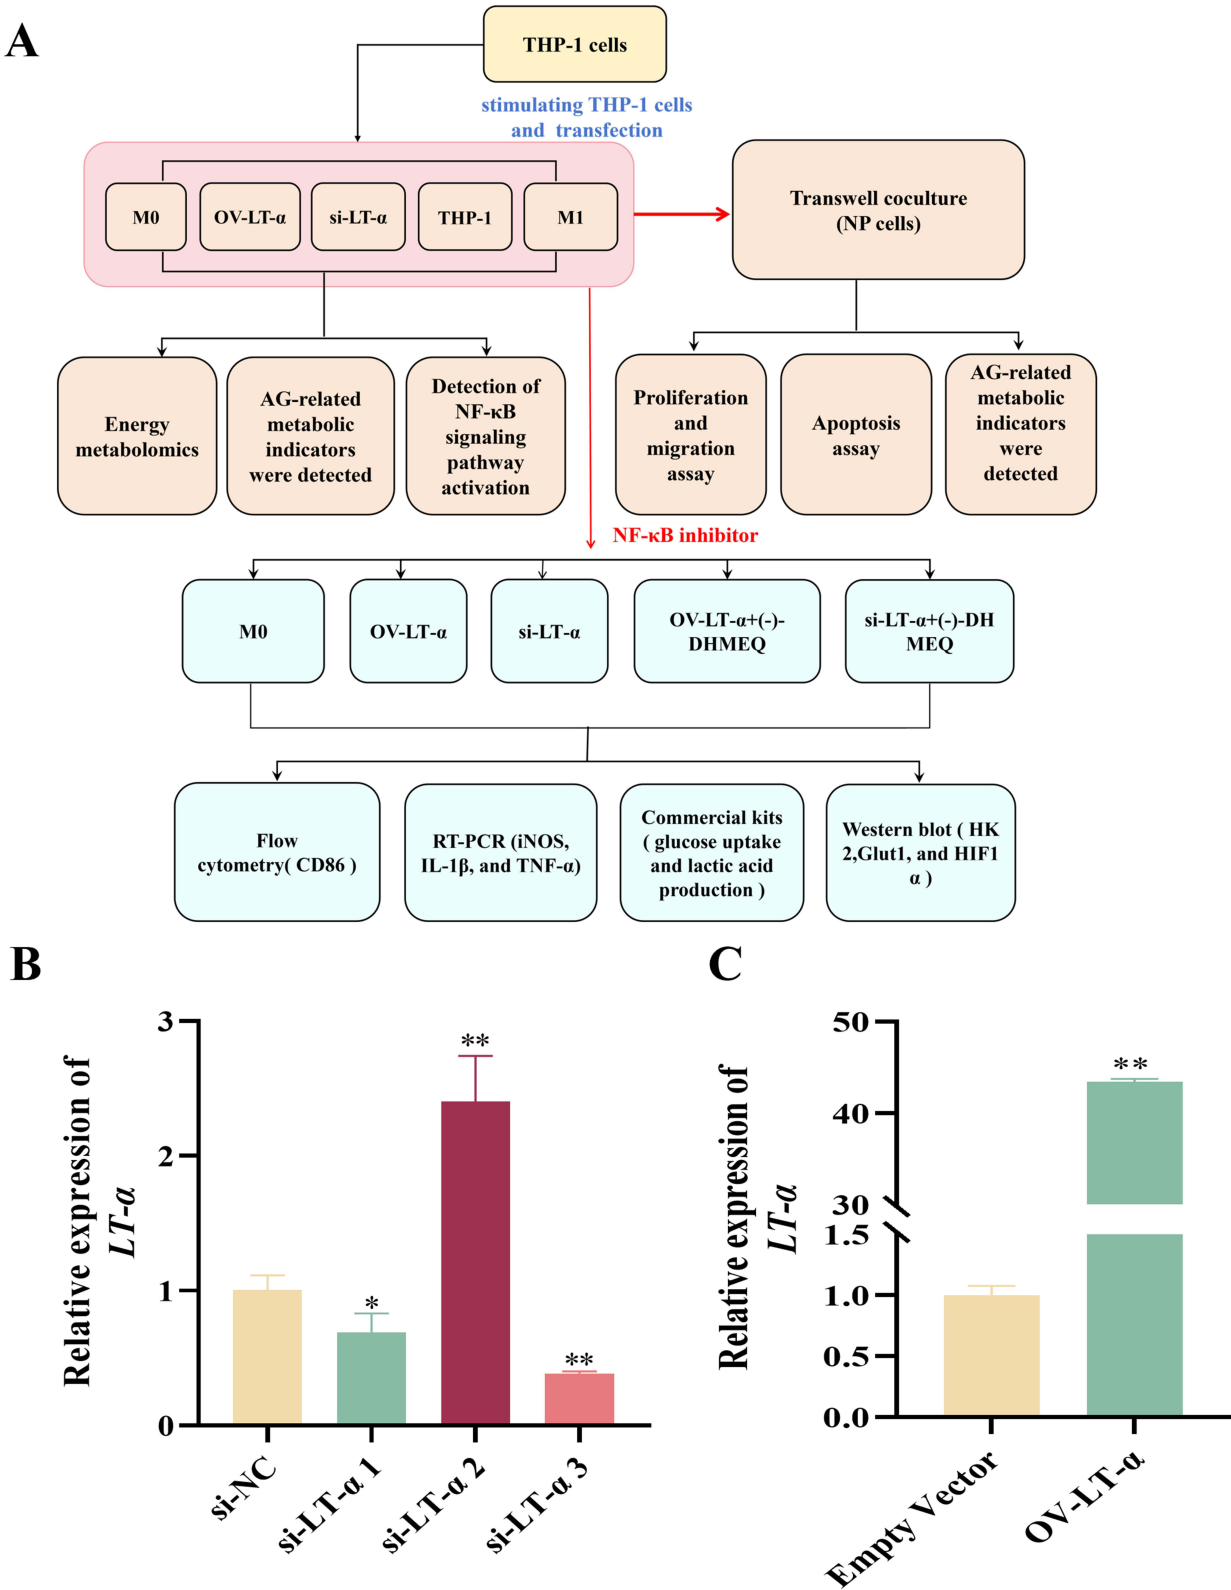 A
THP-1 cells
stimulating THP-1 cells
and transfection
M0
OV-LT-α
si-LT-α
THP-1
M1
Transwell coculture
(NP cells)
Energy
metabolomics
AG-related
metabolic
indicators
were detected
Detection of
NF-κB
signaling
pathway
activation
Proliferation
and
migration
assay
Apoptosis
assay
AG-related
metabolic
indicators
were
detected
NF-κB inhibitor
M0
OV-LT-α
si-LT-α
OV-LT-α+(-)-
DHMEQ
si-LT-α+(-)-DH
MEQ
Flow
cytometry( CD86 )
RT-PCR (iNOS,
IL-1β, and TNF-α)
Commercial kits
( glucose uptake
and lactic acid
production )
Western blot ( HK
2,Glut1, and HIF1
α )
B
Relative expression of
LT-α
3
2
1
0
**
*
**
si-NC
si-LT-α 1
si-LT-α 2
si-LT-α 3
C
Relative expression of
LT-α
50
40
30
1.5
1.0
0.5
0.0
**
Empty Vector
OV-LT-α